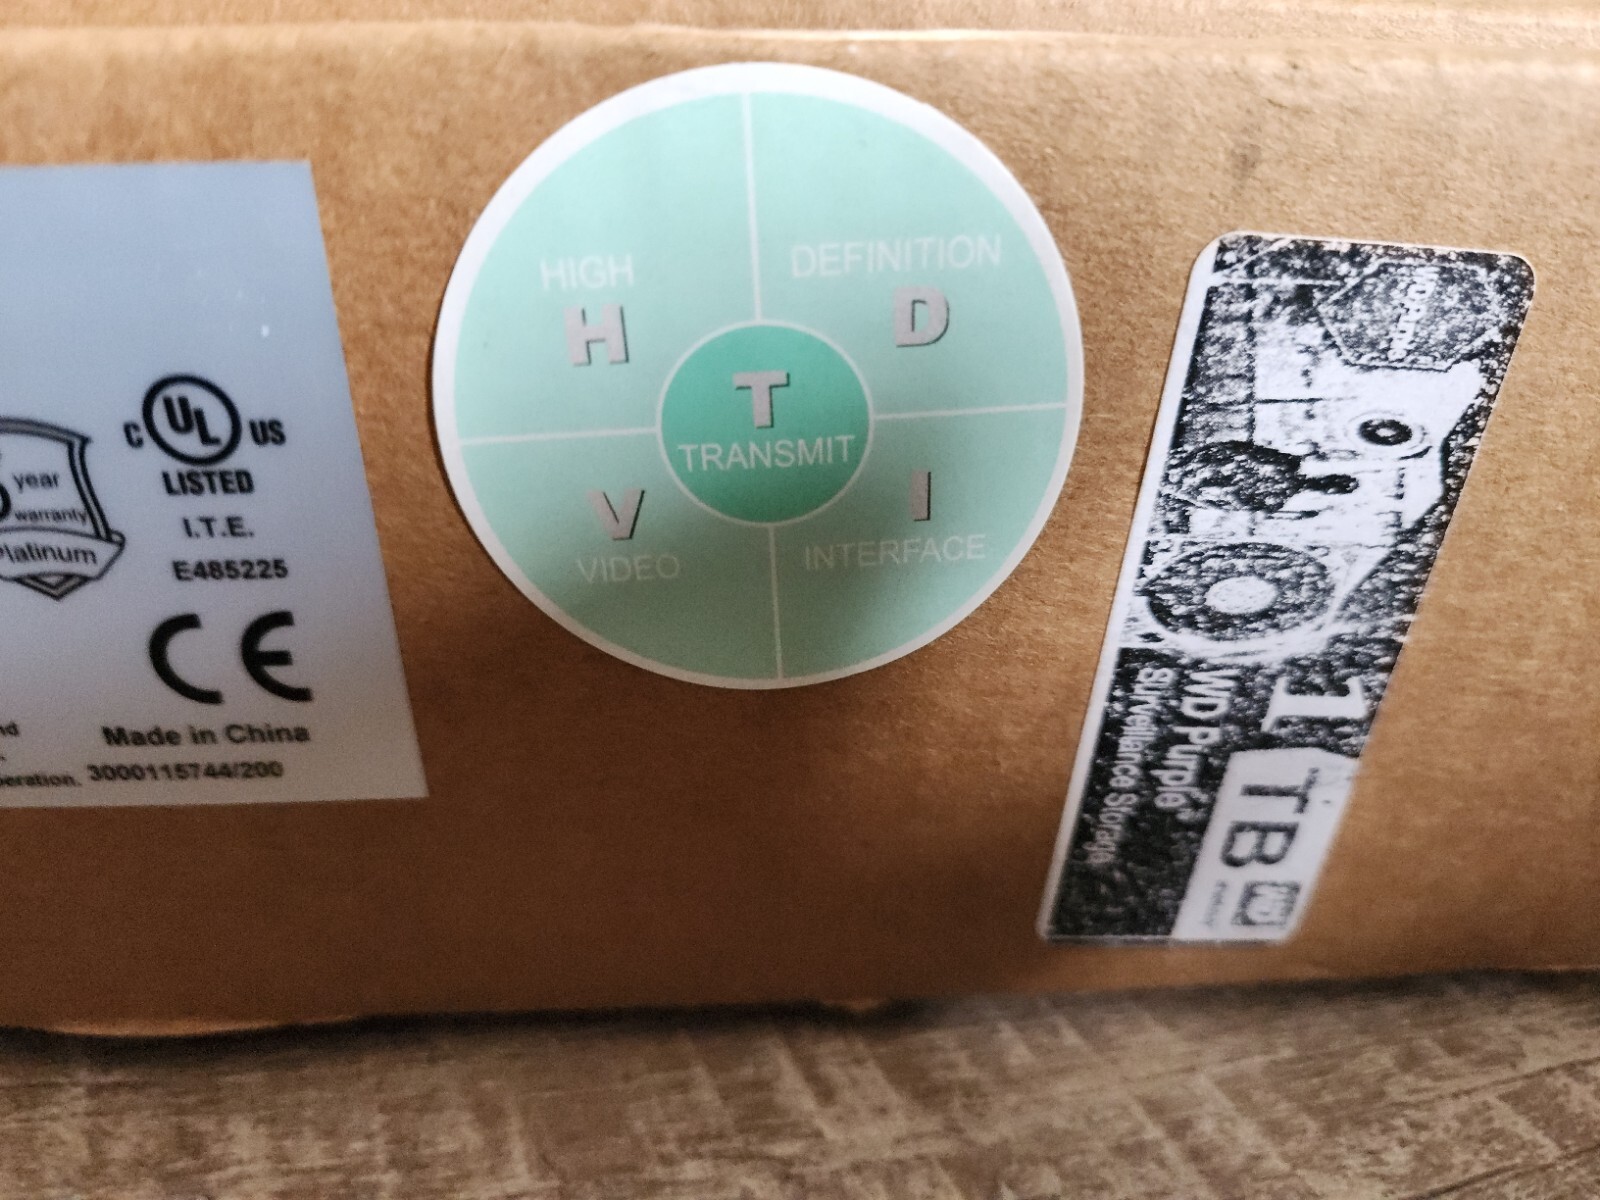 year
warranty
Platinum
C UL US
LISTED
I.T.E.
E485225
CE
Made in China
3000115744/200
HIGH
H
DEFINITION
D
T
TRANSMIT
V
VIDEO
I
INTERFACE
1 TB
WD Purple
Surveillance Storage